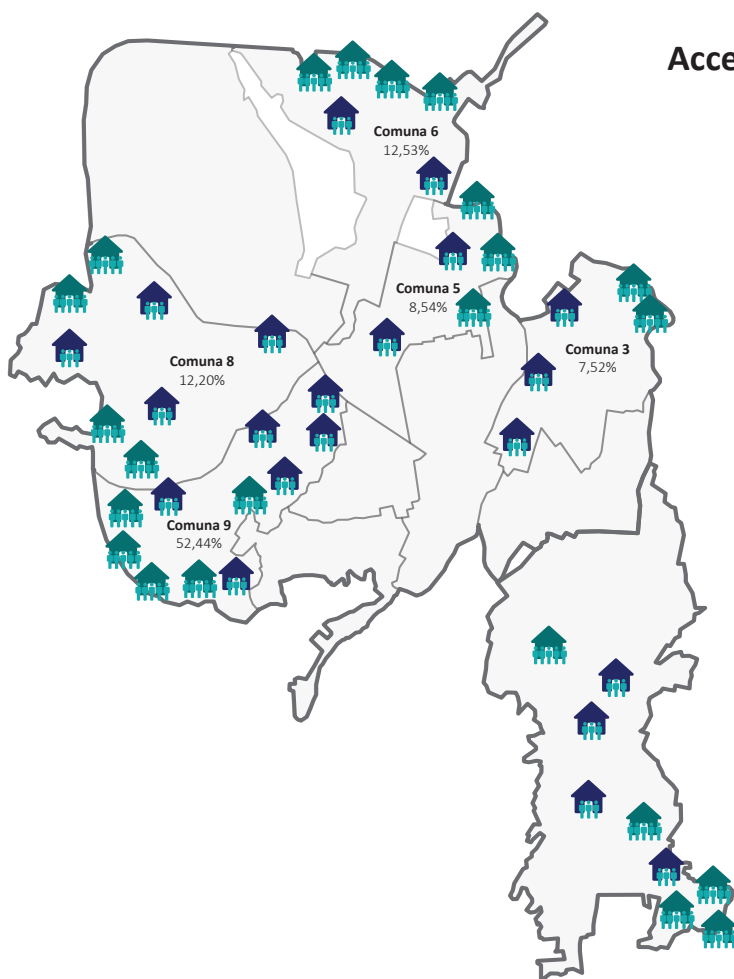 Acce
Comuna 6
12,53%
Comuna 5
8,54%
Comuna 3
7,52%
Comuna 8
12,20%
Comuna 9
52,44%